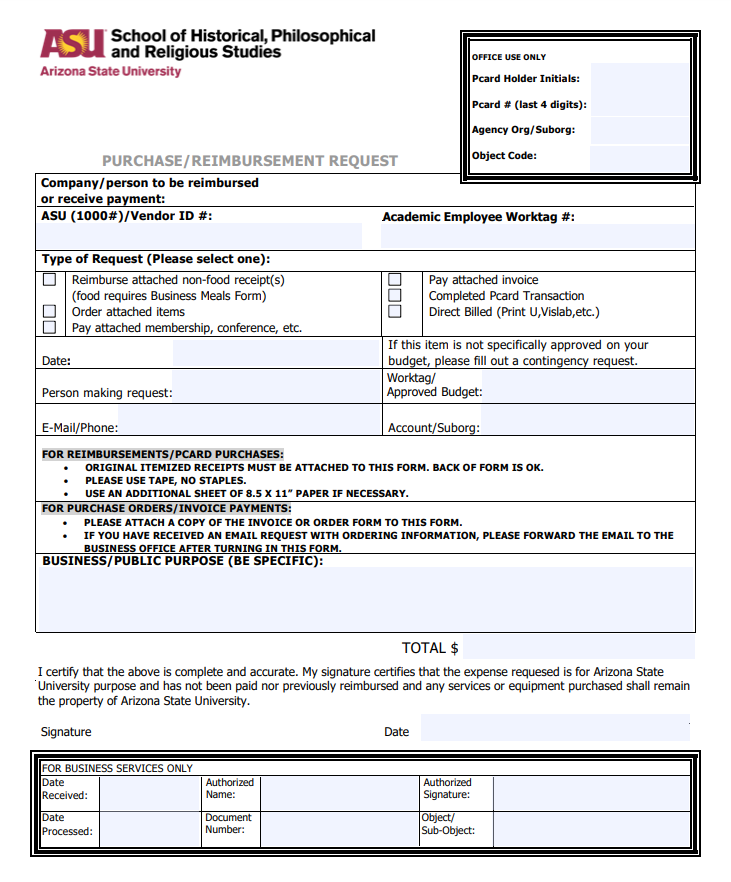 ASU School of Historical, Philosophical
and Religious Studies
Arizona State University
OFFICE USE ONLY
Pcard Holder Initials:
Pcard # (last 4 digits):
Agency Org/Suborg:
Object Code:
PURCHASE/REIMBURSEMENT REQUEST
Company/person to be reimbursed
or receive payment:
ASU (1000#)/Vendor ID #:
Academic Employee Worktag #:
Type of Request (Please select one):
Reimburse attached non-food receipt(s)
(food requires Business Meals Form)
Order attached items
Pay attached membership, conference, etc.
Pay attached invoice
Completed Pcard Transaction
Direct Billed (Print U,Vislab,etc.)
Date:
If this item is not specifically approved on your
budget, please fill out a contingency request.
Person making request:
Worktag/
Approved Budget:
E-Mail/Phone:
Account/Suborg:
FOR REIMBURSEMENTS/PCARD PURCHASES:
• ORIGINAL ITEMIZED RECEIPTS MUST BE ATTACHED TO THIS FORM. BACK OF FORM IS OK.
• PLEASE USE TAPE, NO STAPLES.
• USE AN ADDITIONAL SHEET OF 8.5 X 11” PAPER IF NECESSARY.
FOR PURCHASE ORDERS/INVOICE PAYMENTS:
• PLEASE ATTACH A COPY OF THE INVOICE OR ORDER FORM TO THIS FORM.
• IF YOU HAVE RECEIVED AN EMAIL REQUEST WITH ORDERING INFORMATION, PLEASE FORWARD THE EMAIL TO THE
BUSINESS OFFICE AFTER TURNING IN THIS FORM.
BUSINESS/PUBLIC PURPOSE (BE SPECIFIC):
TOTAL $
I certify that the above is complete and accurate. My signature certifies that the expense requesed is for Arizona State
University purpose and has not been paid nor previously reimbursed and any services or equipment purchased shall remain
the property of Arizona State University.
Signature
Date
FOR BUSINESS SERVICES ONLY
Date
Received:
Authorized
Name:
Authorized
Signature:
Date
Processed:
Document
Number:
Object/
Sub-Object: